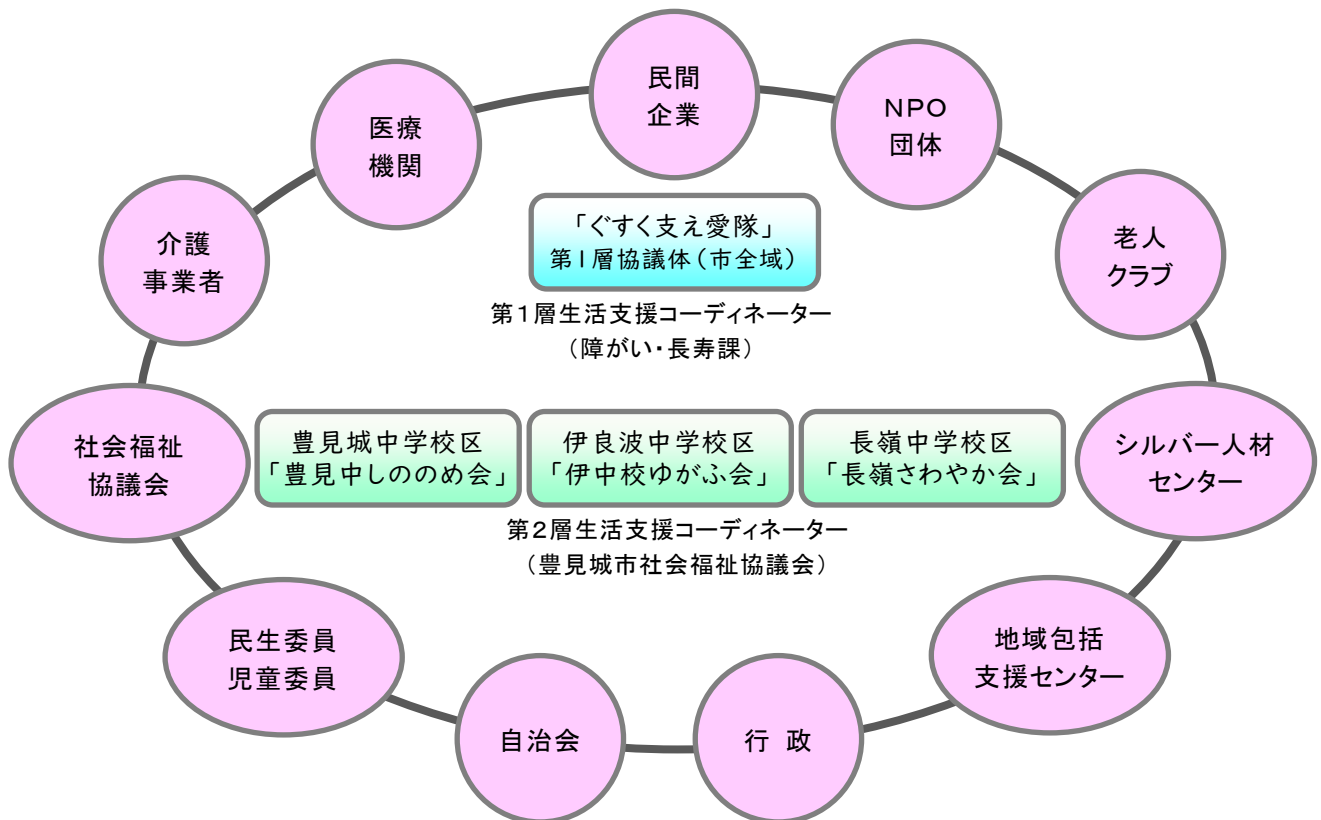 民間
企業
NPO
団体
医療
機関
老人
クラブ
介護
事業者
「ぐすく支え愛隊」
第1層協議体（市全域）
第1層生活支援コーディネーター
（障がい・長寿課）
社会福祉
協議会
豊見城中学校区
「豊見中しののめ会」
伊良波中学校区
「伊中校ゆがふ会」
長嶺中学校区
「長嶺さわやか会」
シルバー人材
センター
第2層生活支援コーディネーター
（豊見城市社会福祉協議会）
民生委員
児童委員
地域包括
支援センター
自治会
行 政